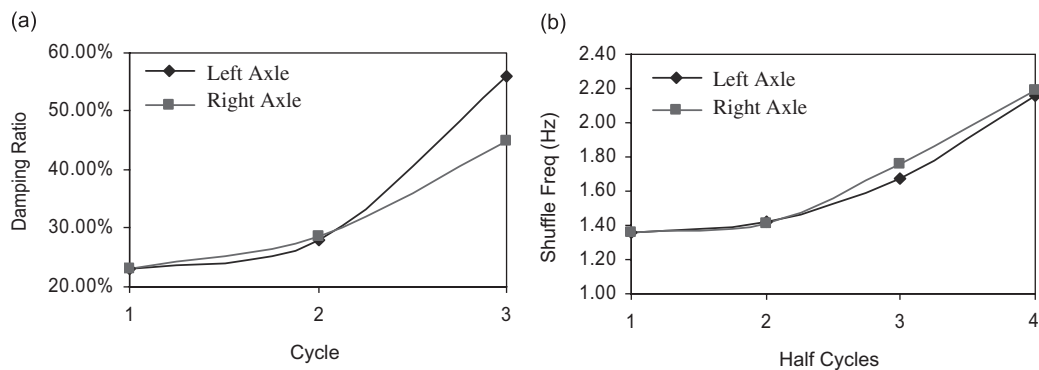 (a)
60.00%
50.00%
40.00%
30.00%
20.00%
Damping Ratio
Left Axle
Right Axle
1 2 3
Cycle
(b)
2.40
2.20
2.00
1.80
1.60
1.40
1.20
1.00
Shuffle Freq (Hz)
Left Axle
Right Axle
1 2 3 4
Half Cycles